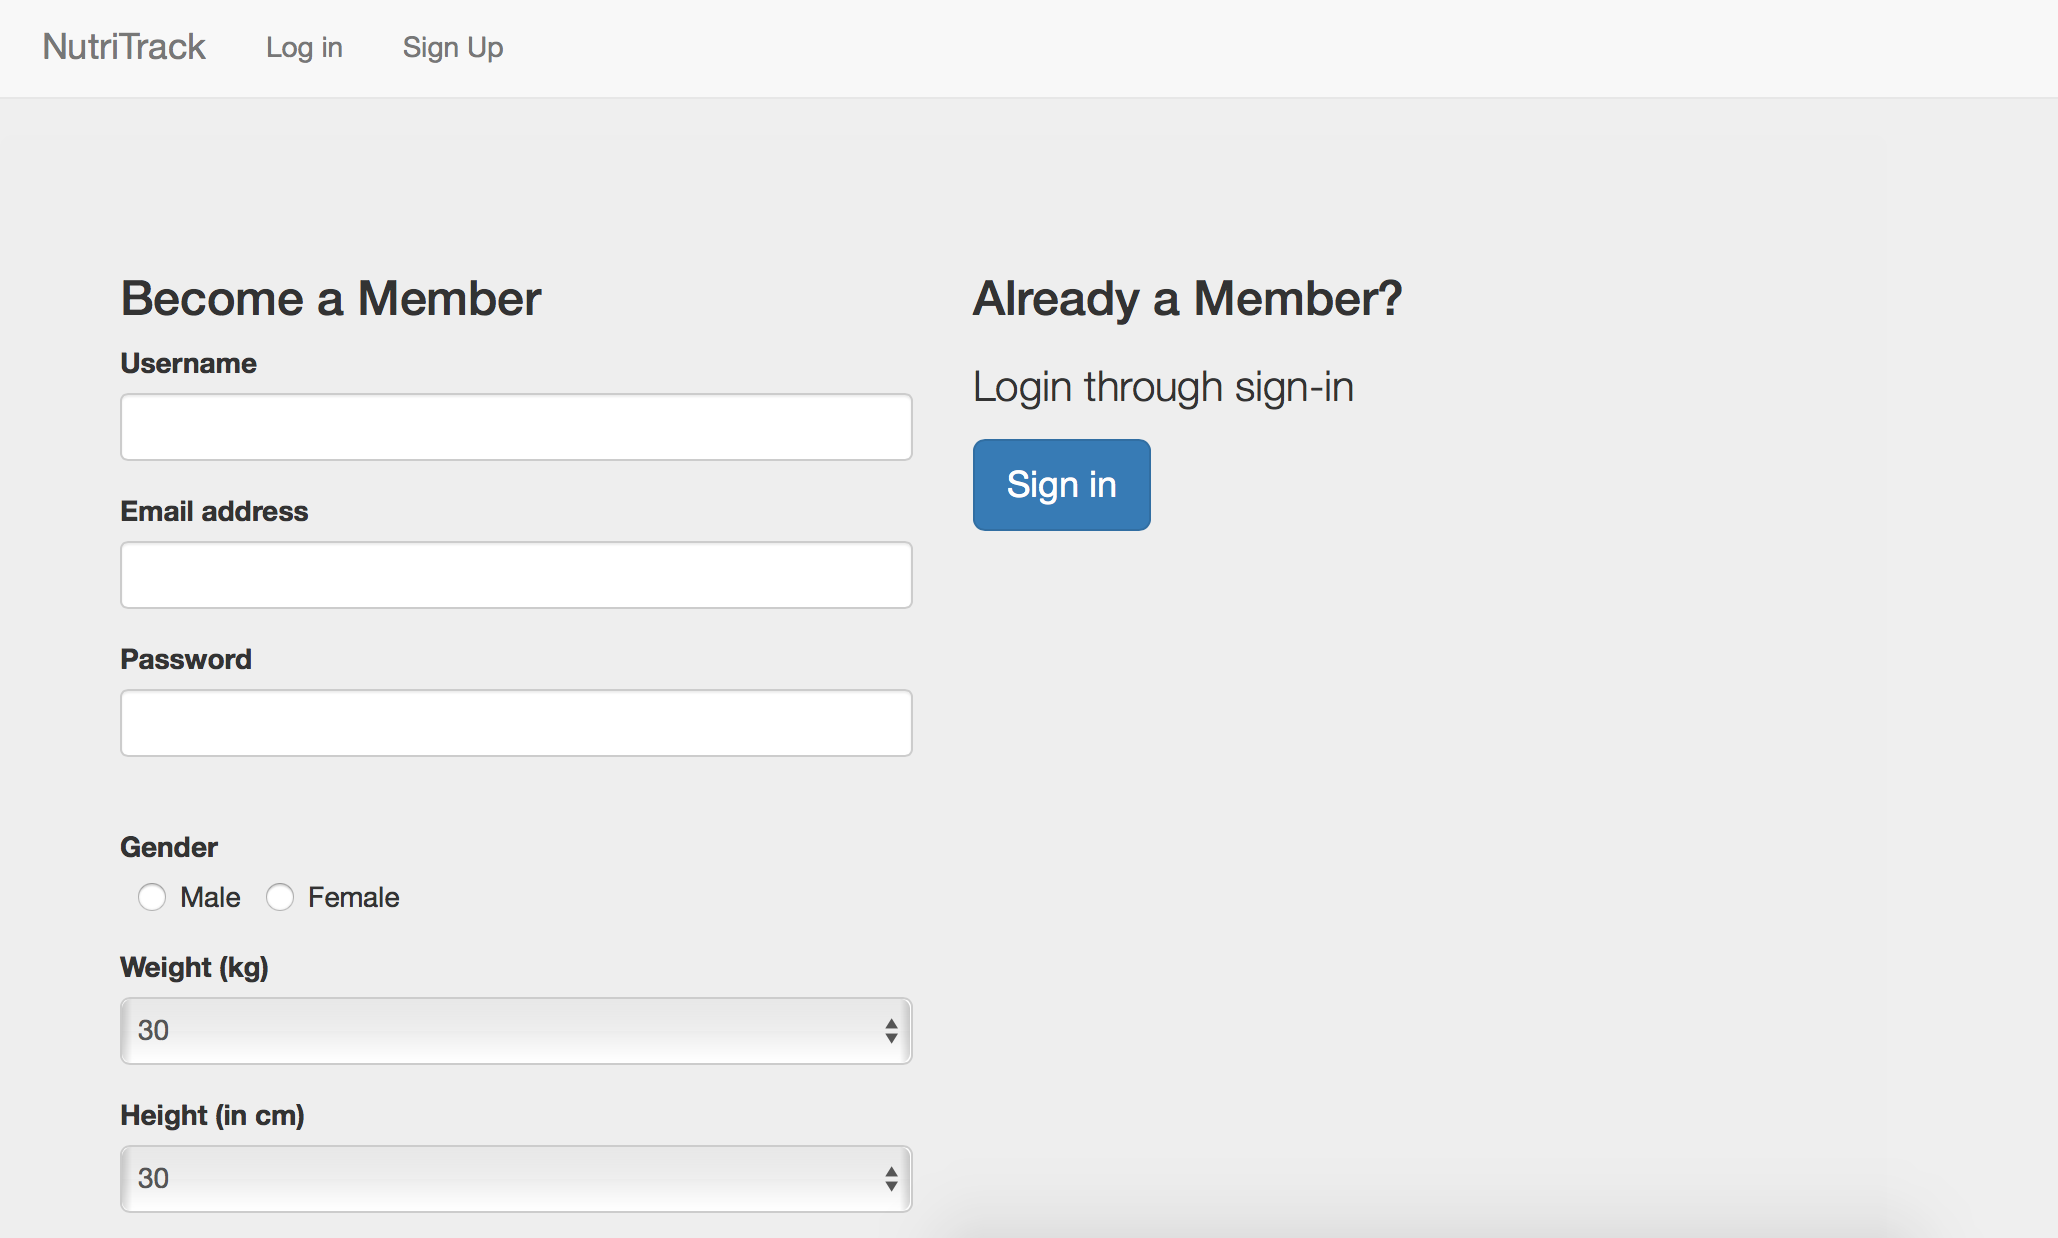 NutriTrack Log in Sign Up
Become a Member
Username
Email address
Password
Gender
Male Female
Weight (kg)
30
Height (in cm)
30
Already a Member?
Login through sign-in
Sign in